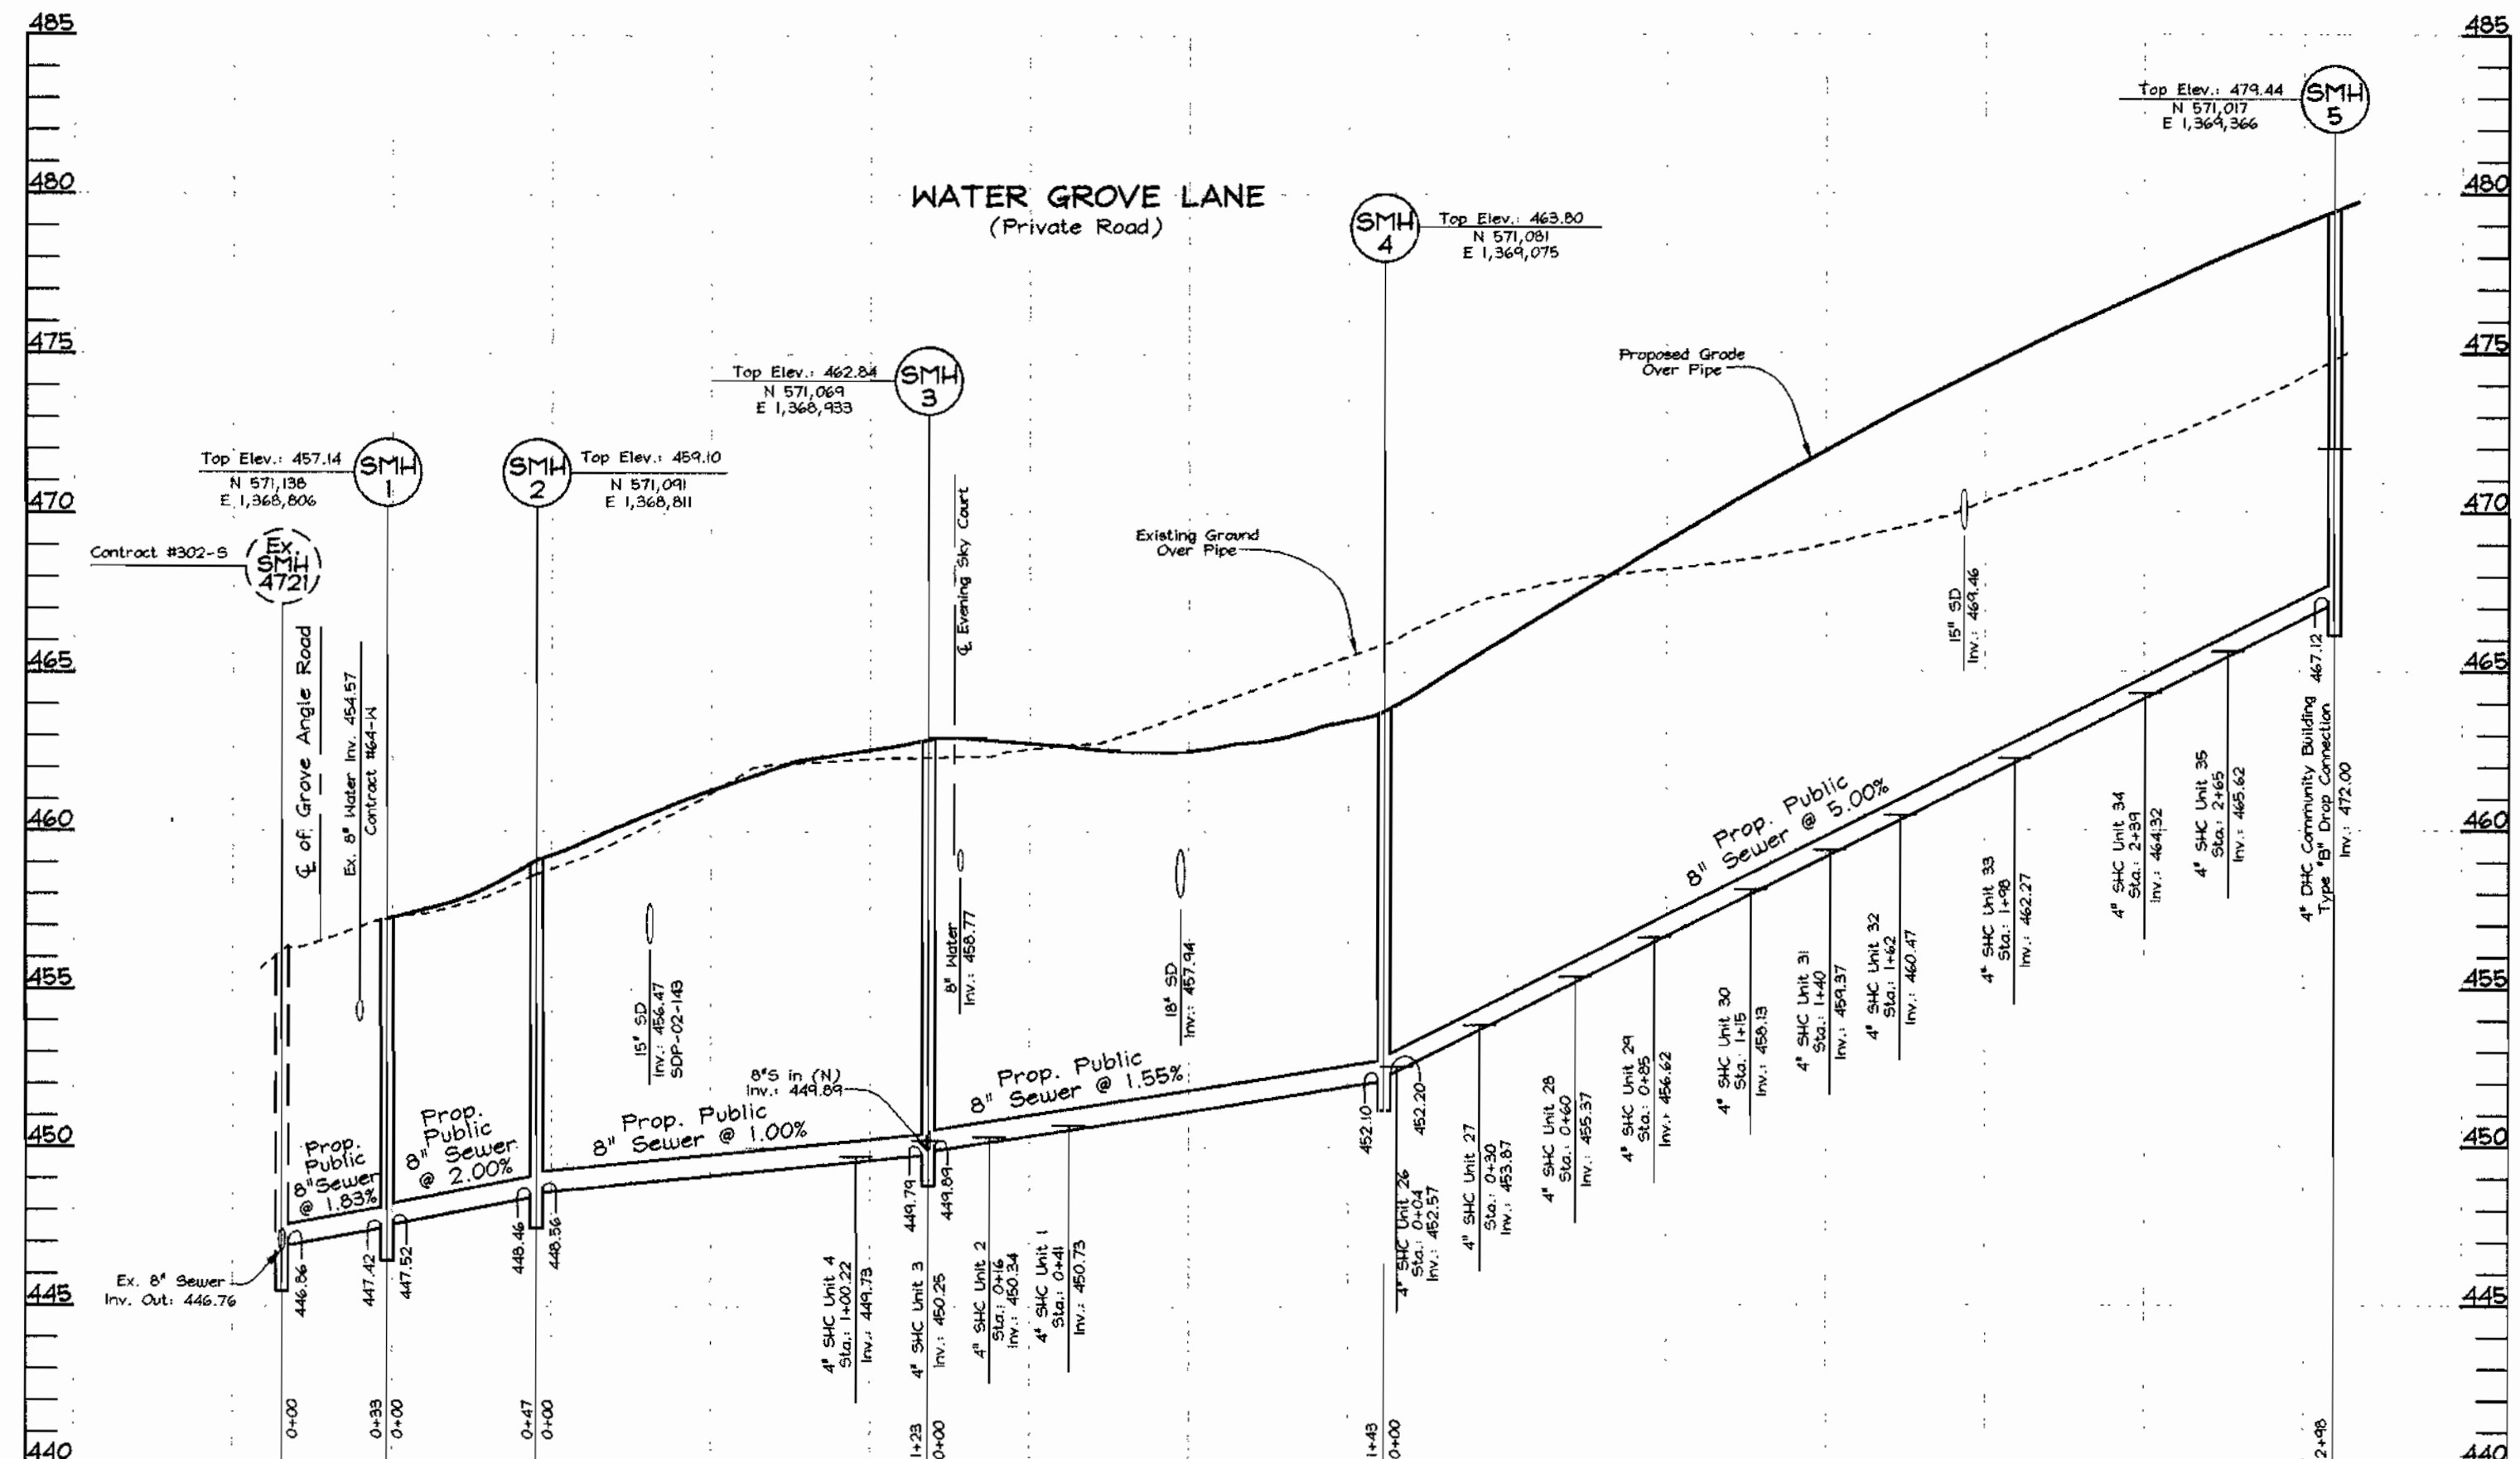 485
480
475
470
465
460
455
450
445
440
WATER GROVE LANE
(Private Road)
Contract #302-S
Ex.
SMH
4721
℄ of Grove Angle Road
Ex. 8" Water Inv. 454.57
Contract #64-W
Top Elev.: 457.14
N 571,138
E 1,368,806
SMH
1
SMH
2
Top Elev.: 459.10
N 571,091
E 1,368,811
Top Elev.: 462.84
N 571,069
E 1,368,933
SMH
3
℄ Evening Sky Court
SMH
4
Top Elev.: 463.80
N 571,081
E 1,369,075
Top Elev.: 479.44
N 571,017
E 1,369,366
SMH
5
Existing Ground
Over Pipe
Proposed Grade
Over Pipe
15" SD
Inv.: 456.47
SDP-02-143
8" Water
Inv.: 458.77
18" SD
Inv.: 457.94
15" SD
Inv.: 469.46
Prop.
Public
8" Sewer
@ 1.83%
Prop.
Public
8" Sewer
@ 2.00%
Prop. Public
8" Sewer @ 1.00%
8"S in (N)
Inv.: 449.89
Prop. Public
8" Sewer @ 1.55%
Prop. Public
8" Sewer @ 5.00%
Ex. 8" Sewer
Inv. Out: 446.76
446.86
447.42
447.52
448.46
448.56
449.79
449.89
452.10
452.20
467.12
4" SHC Unit 4
Sta.: 1+00.22
Inv.: 449.73
4" SHC Unit 3
Inv.: 450.25
4" SHC Unit 2
Sta.: 0+16
Inv.: 450.34
4" SHC Unit 1
Sta.: 0+41
Inv.: 450.73
4" SHC Unit 26
Sta.: 0+04
Inv.: 452.57
4" SHC Unit 27
Sta.: 0+30
Inv.: 453.87
4" SHC Unit 28
Sta.: 0+60
Inv.: 455.37
4" SHC Unit 29
Sta.: 0+85
Inv.: 456.62
4" SHC Unit 30
Sta.: 1+15
Inv.: 458.13
4" SHC Unit 31
Sta.: 1+40
Inv.: 459.37
4" SHC Unit 32
Sta.: 1+62
Inv.: 460.47
4" SHC Unit 33
Sta.: 1+98
Inv.: 462.27
4" SHC Unit 34
Sta.: 2+39
Inv.: 464.32
4" SHC Unit 35
Sta.: 2+65
Inv.: 465.62
4" DHC Community Building
Type "B" Drop Connection
Inv.: 472.00
0+00
0+33
0+00
0+47
0+00
1+23
0+00
1+43
0+00
2+98
485
480
475
470
465
460
455
450
445
440